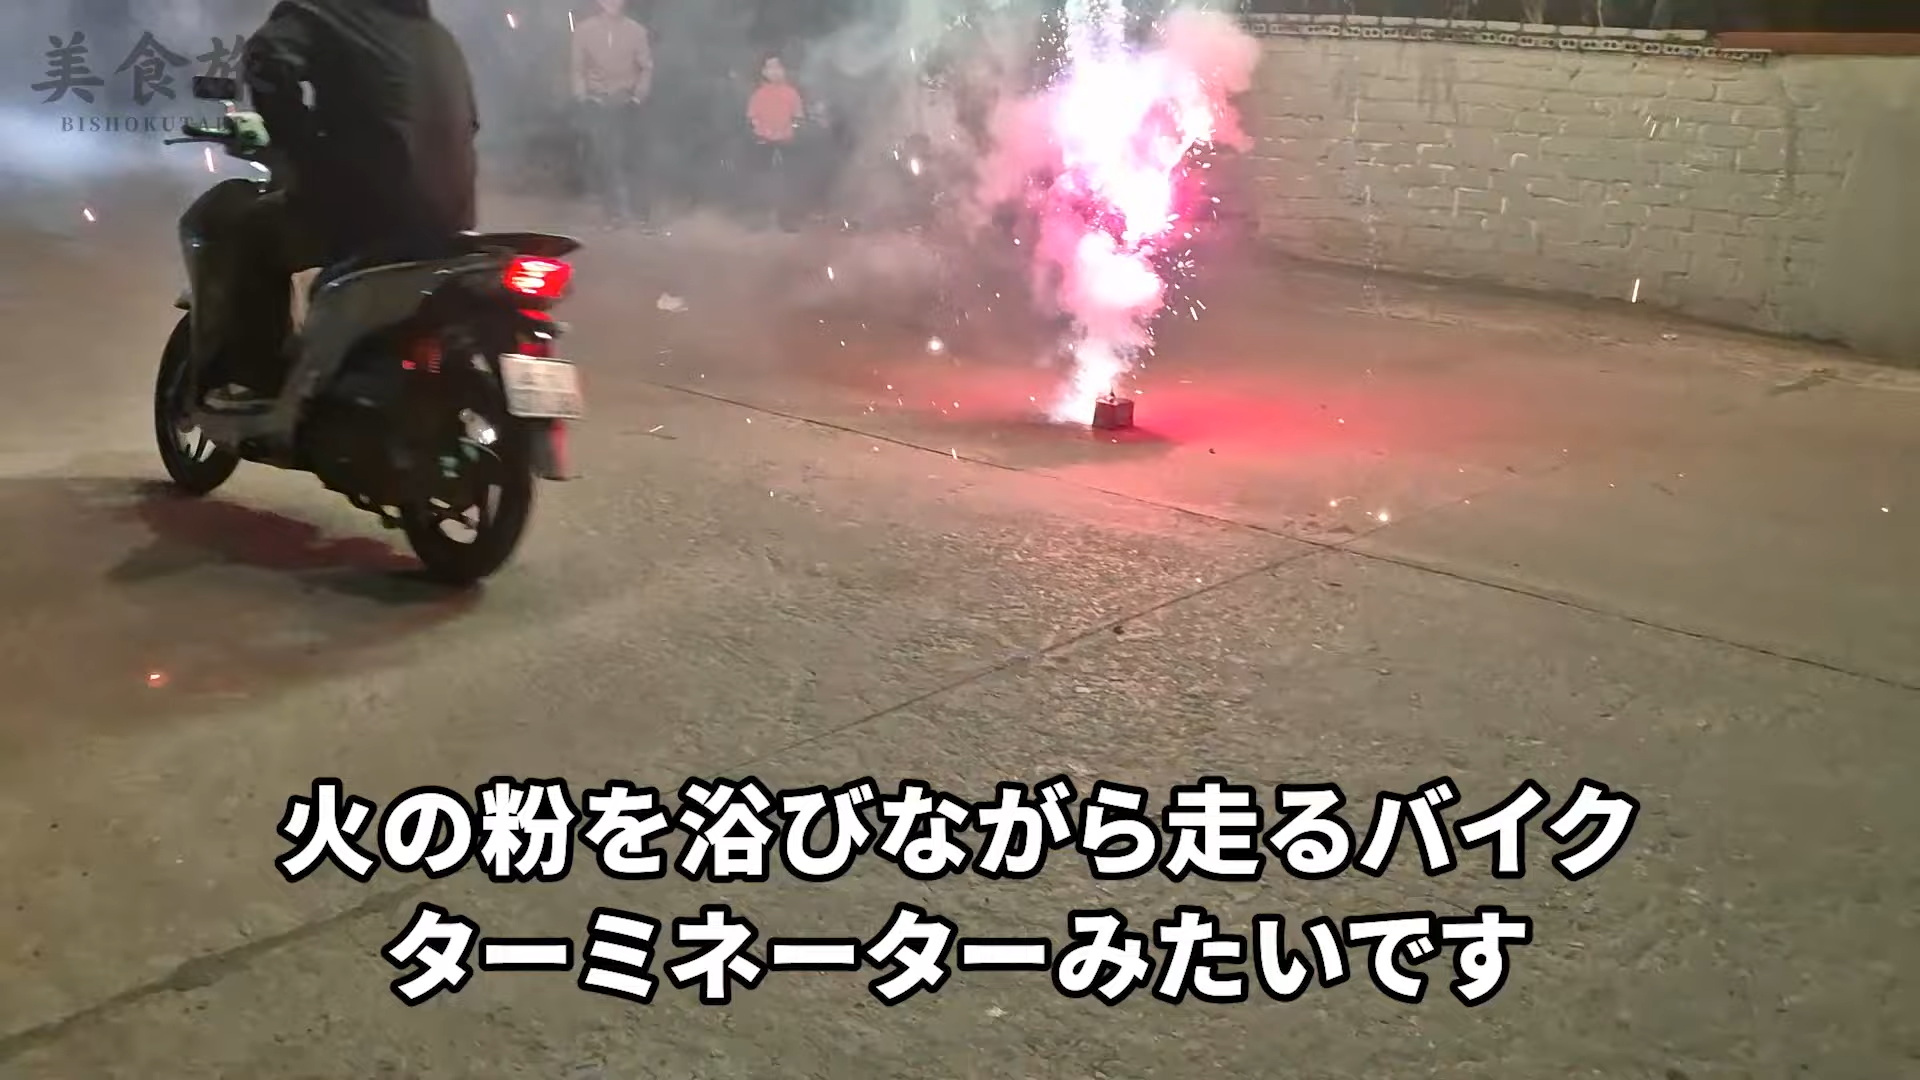 美食旅
火の粉を浴びながら走るバイク
ターミネーターみたいです